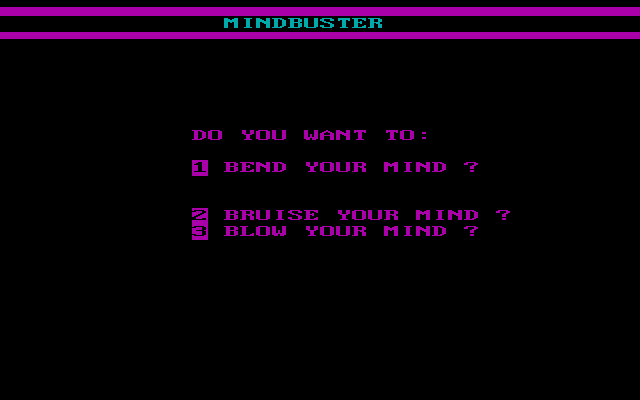 MINDBUSTER
DO YOU WANT TO:
1 BEND YOUR MIND ?
2 BRUISE YOUR MIND ?
3 BLOW YOUR MIND ?